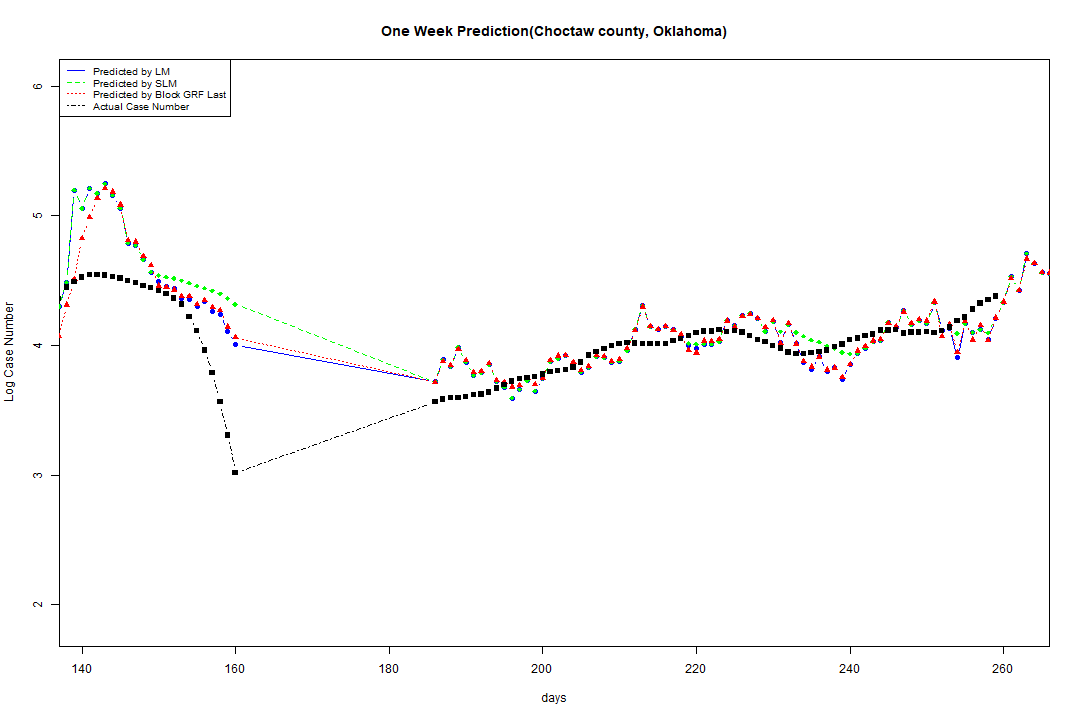 One Week Prediction(Choctaw county, Oklahoma)
Predicted by LM
Predicted by SLM
Predicted by Block GRF Last
Actual Case Number
6
5
4
3
2
Log Case Number
140 160 180 200 220 240 260
days